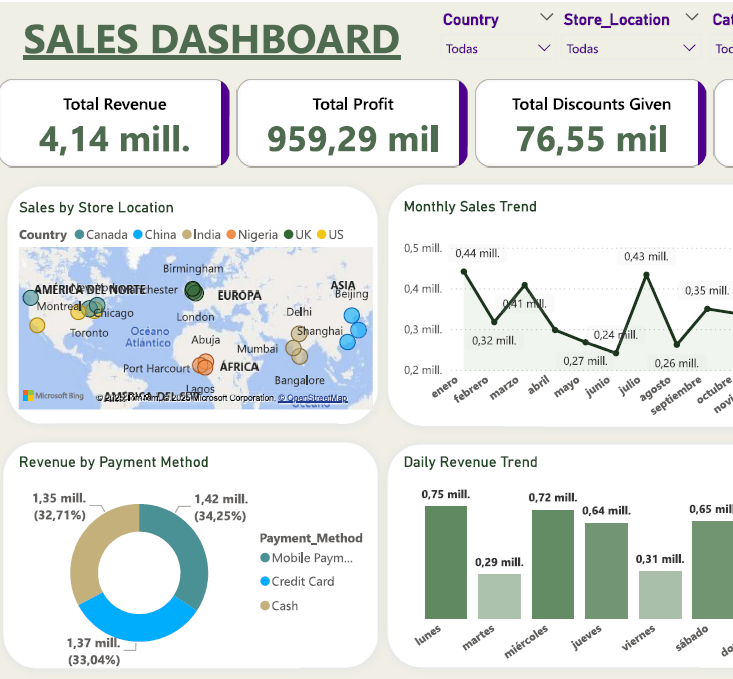 SALES DASHBOARD
Country
Store_Location
Cat
Todas
Todas
Tod
Total Revenue
4,14 mill.
Total Profit
959,29 mil
Total Discounts Given
76,55 mil
Sales by Store Location
Country Canada China India Nigeria UK US
Birmingham
AMÉRICA DEL NORTE
chester
ASIA
EUROPA
Beijing
Montreal
Chicago
London
Delhi
Toronto
Océano
Atlántico
Shanghai
Abuja
Mumbai
Port Harcourt
ÁFRICA
Bangalore
Lagos
Microsoft Bing
Microsoft Corporation. © OpenStreetMap
Monthly Sales Trend
0,5 mill.
0,4 mill.
0,3 mill.
0,2 mill.
0,44 mill.
0,32 mill.
0,41 mill.
0,27 mill.
0,24 mill.
0,43 mill.
0,26 mill.
0,35 mill.
enero
febrero
marzo
abril
mayo
junio
julio
agosto
septiembre
octubre
novi
Revenue by Payment Method
1,35 mill.
(32,71%)
1,42 mill.
(34,25%)
1,37 mill.
(33,04%)
Payment_Method
Mobile Paym...
Credit Card
Cash
Daily Revenue Trend
0,75 mill.
0,29 mill.
0,72 mill.
0,64 mill.
0,31 mill.
0,65 mill
lunes
martes
miércoles
jueves
viernes
sábado
do